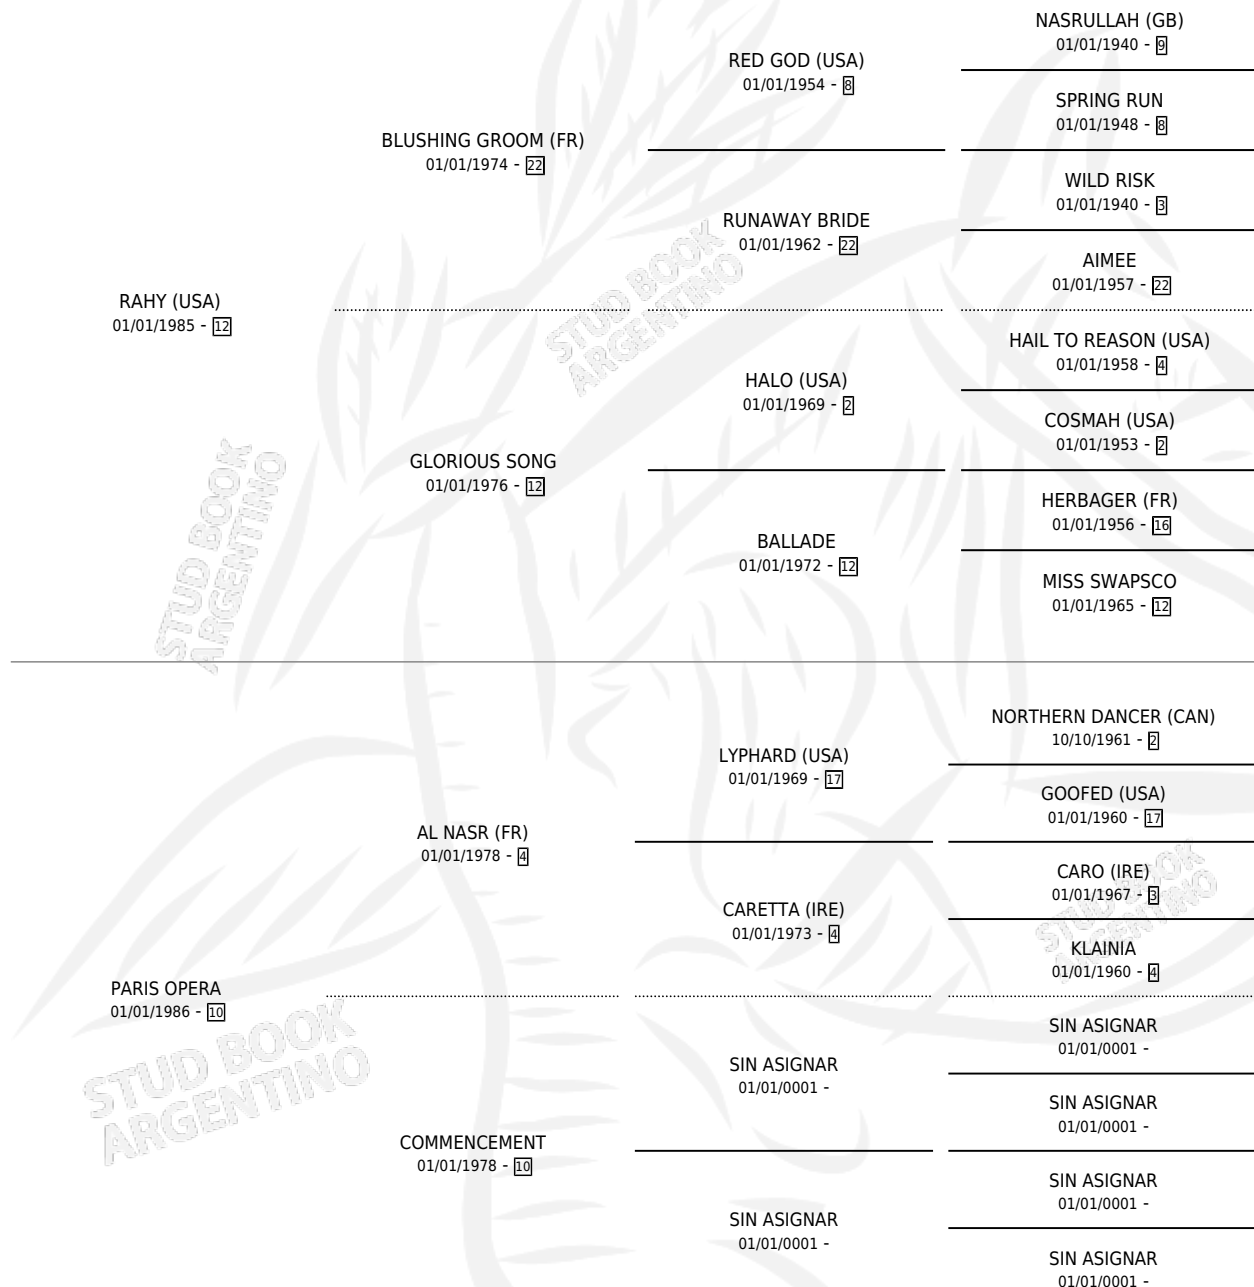 NASRULLAH (GB)
01/01/1940 - 9
RED GOD (USA)
01/01/1954 - 8
SPRING RUN
01/01/1948 - 8
BLUSHING GROOM (FR)
01/01/1974 - 22
WILD RISK
01/01/1940 - 3
RUNAWAY BRIDE
01/01/1962 - 22
AIMEE
01/01/1957 - 22
RAHY (USA)
01/01/1985 - 12
HAIL TO REASON (USA)
01/01/1958 - 4
HALO (USA)
01/01/1969 - 2
COSMAH (USA)
01/01/1953 - 2
GLORIOUS SONG
01/01/1976 - 12
HERBAGER (FR)
01/01/1956 - 16
BALLADE
01/01/1972 - 12
MISS SWAPSCO
01/01/1965 - 12
NORTHERN DANCER (CAN)
10/10/1961 - 2
LYPHARD (USA)
01/01/1969 - 17
GOOFED (USA)
01/01/1960 - 17
AL NASR (FR)
01/01/1978 - 4
CARO (IRE)
01/01/1967 - 3
CARETTA (IRE)
01/01/1973 - 4
KLAINIA
01/01/1960 - 4
PARIS OPERA
01/01/1986 - 10
SIN ASIGNAR
01/01/0001 -
SIN ASIGNAR
01/01/0001 -
SIN ASIGNAR
01/01/0001 -
COMMENCEMENT
01/01/1978 - 10
SIN ASIGNAR
01/01/0001 -
SIN ASIGNAR
01/01/0001 -
SIN ASIGNAR
01/01/0001 -
STUD BOOK
ARGENTINO
STUD BOOK
ARGENTINO
STUD BOOK
ARGENTINO
STUD BOOK
ARGENTINO